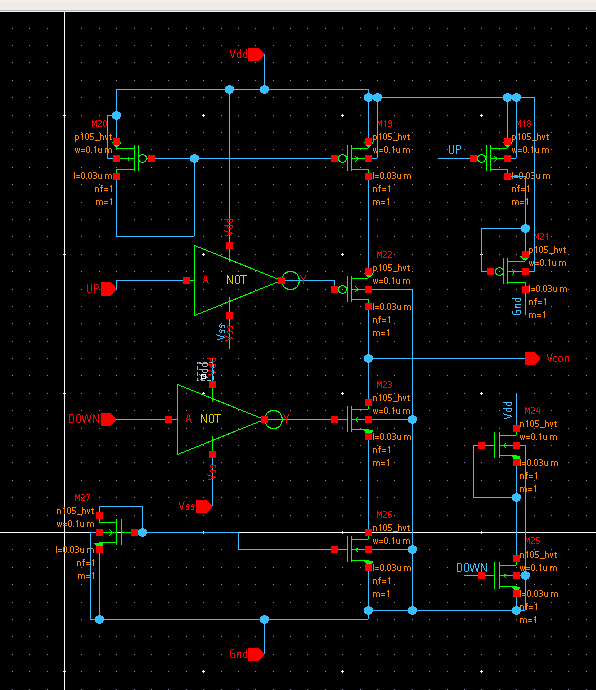 Vdd
M20
p105_hvt
w=0.1um
l=0.03um
nf=1
m=1
M19
p105_hvt
w=0.1um
l=0.03um
nf=1
m=1
UP
M18
p105_hvt
w=0.1um
l=0.03um
nf=1
m=1
Vdd
UP
A
NOT
Y
Vss
M22
p105_hvt
w=0.1um
l=0.03um
nf=1
m=1
M21
p105_hvt
w=0.1um
l=0.03um
nf=1
m=1
Gnd
Vcon
DOWN
A
NOT
Y
Vss
Vss
M23
n105_hvt
w=0.1um
l=0.03um
nf=1
m=1
Vdd
M24
n105_hvt
w=0.1um
l=0.03um
nf=1
m=1
M27
n105_hvt
w=0.1um
l=0.03um
nf=1
m=1
M26
n105_hvt
w=0.1um
l=0.03um
nf=1
m=1
DOWN
M25
n105_hvt
w=0.1um
l=0.03um
nf=1
m=1
Gnd